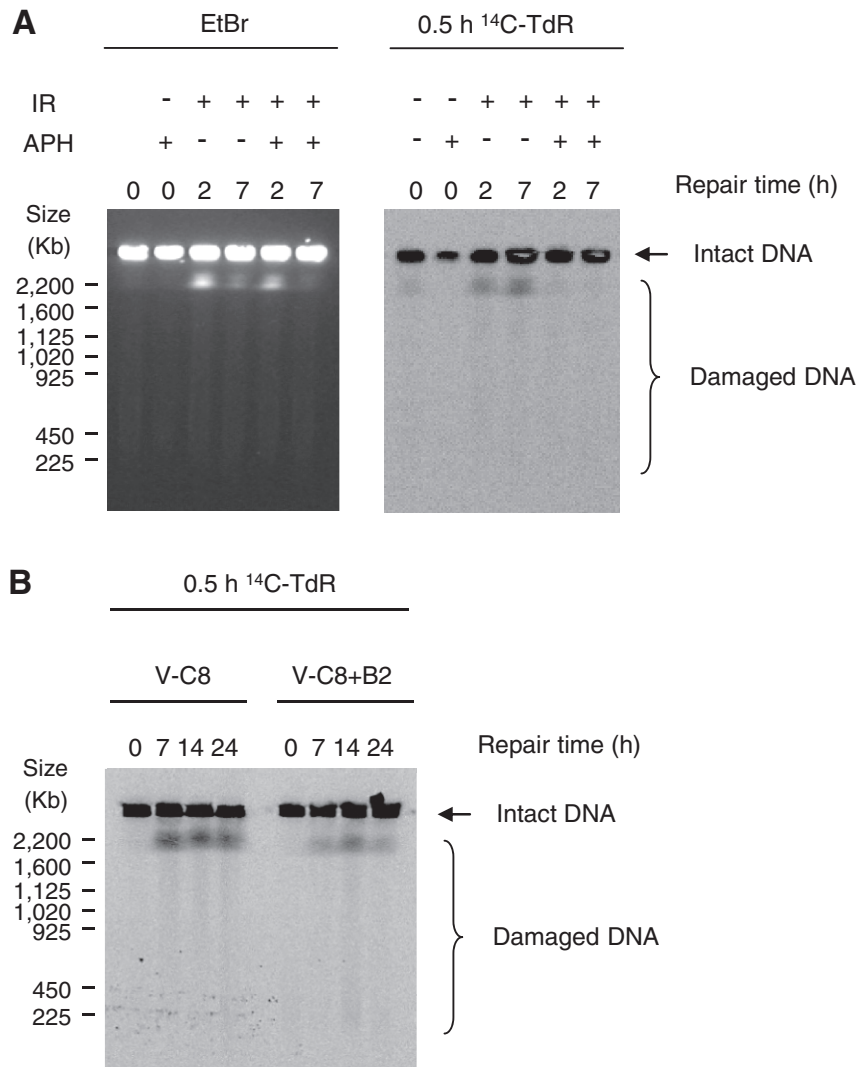 A
EtBr
0.5 h ¹⁴C-TdR
IR - + + + + - - + + + +
APH + - - + + - + - - + +
0 0 2 7 2 7 0 0 2 7 2 7 Repair time (h)
Size
(Kb)
Intact DNA
2,200
1,600
1,125
1,020
925
Damaged DNA
450
225
B
0.5 h ¹⁴C-TdR
V-C8 V-C8+B2
0 7 14 24 0 7 14 24 Repair time (h)
Size
(Kb)
Intact DNA
2,200
1,600
1,125
1,020
925
Damaged DNA
450
225